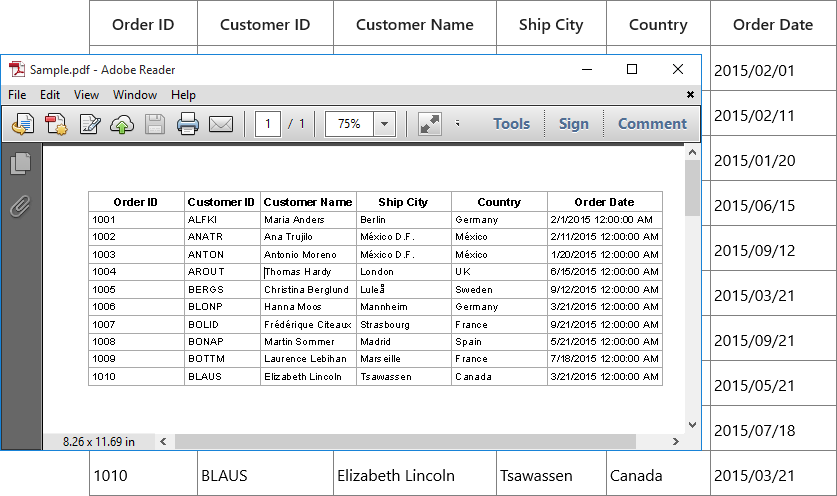 Order ID Customer ID Customer Name Ship City Country Order Date
Sample.pdf - Adobe Reader
2015/02/01
File Edit View Window Help
2015/02/11
1 / 1 75% Tools Sign Comment
2015/01/20
Order ID Customer ID Customer Name Ship City Country Order Date
1001 ALFKI Maria Anders Berlin Germany 2/1/2015 12:00:00 AM
2015/06/15
1002 ANATR Ana Trujilo México D.F. México 2/11/2015 12:00:00 AM
1003 ANTON Antonio Moreno México D.F. México 1/20/2015 12:00:00 AM
2015/09/12
1004 AROUT Thomas Hardy London UK 6/15/2015 12:00:00 AM
1005 BERGS Christina Berglund Luleå Sweden 9/12/2015 12:00:00 AM
2015/03/21
1006 BLONP Hanna Moos Mannheim Germany 3/21/2015 12:00:00 AM
1007 BOLID Frédérique Citeaux Strasbourg France 9/21/2015 12:00:00 AM
2015/09/21
1008 BONAP Martin Sommer Madrid Spain 5/21/2015 12:00:00 AM
1009 BOTTM Laurence Lebihan Marseille France 7/18/2015 12:00:00 AM
1010 BLAUS Elizabeth Lincoln Tsawassen Canada 3/21/2015 12:00:00 AM
2015/05/21
2015/07/18
8.26 x 11.69 in
1010 BLAUS Elizabeth Lincoln Tsawassen Canada 2015/03/21